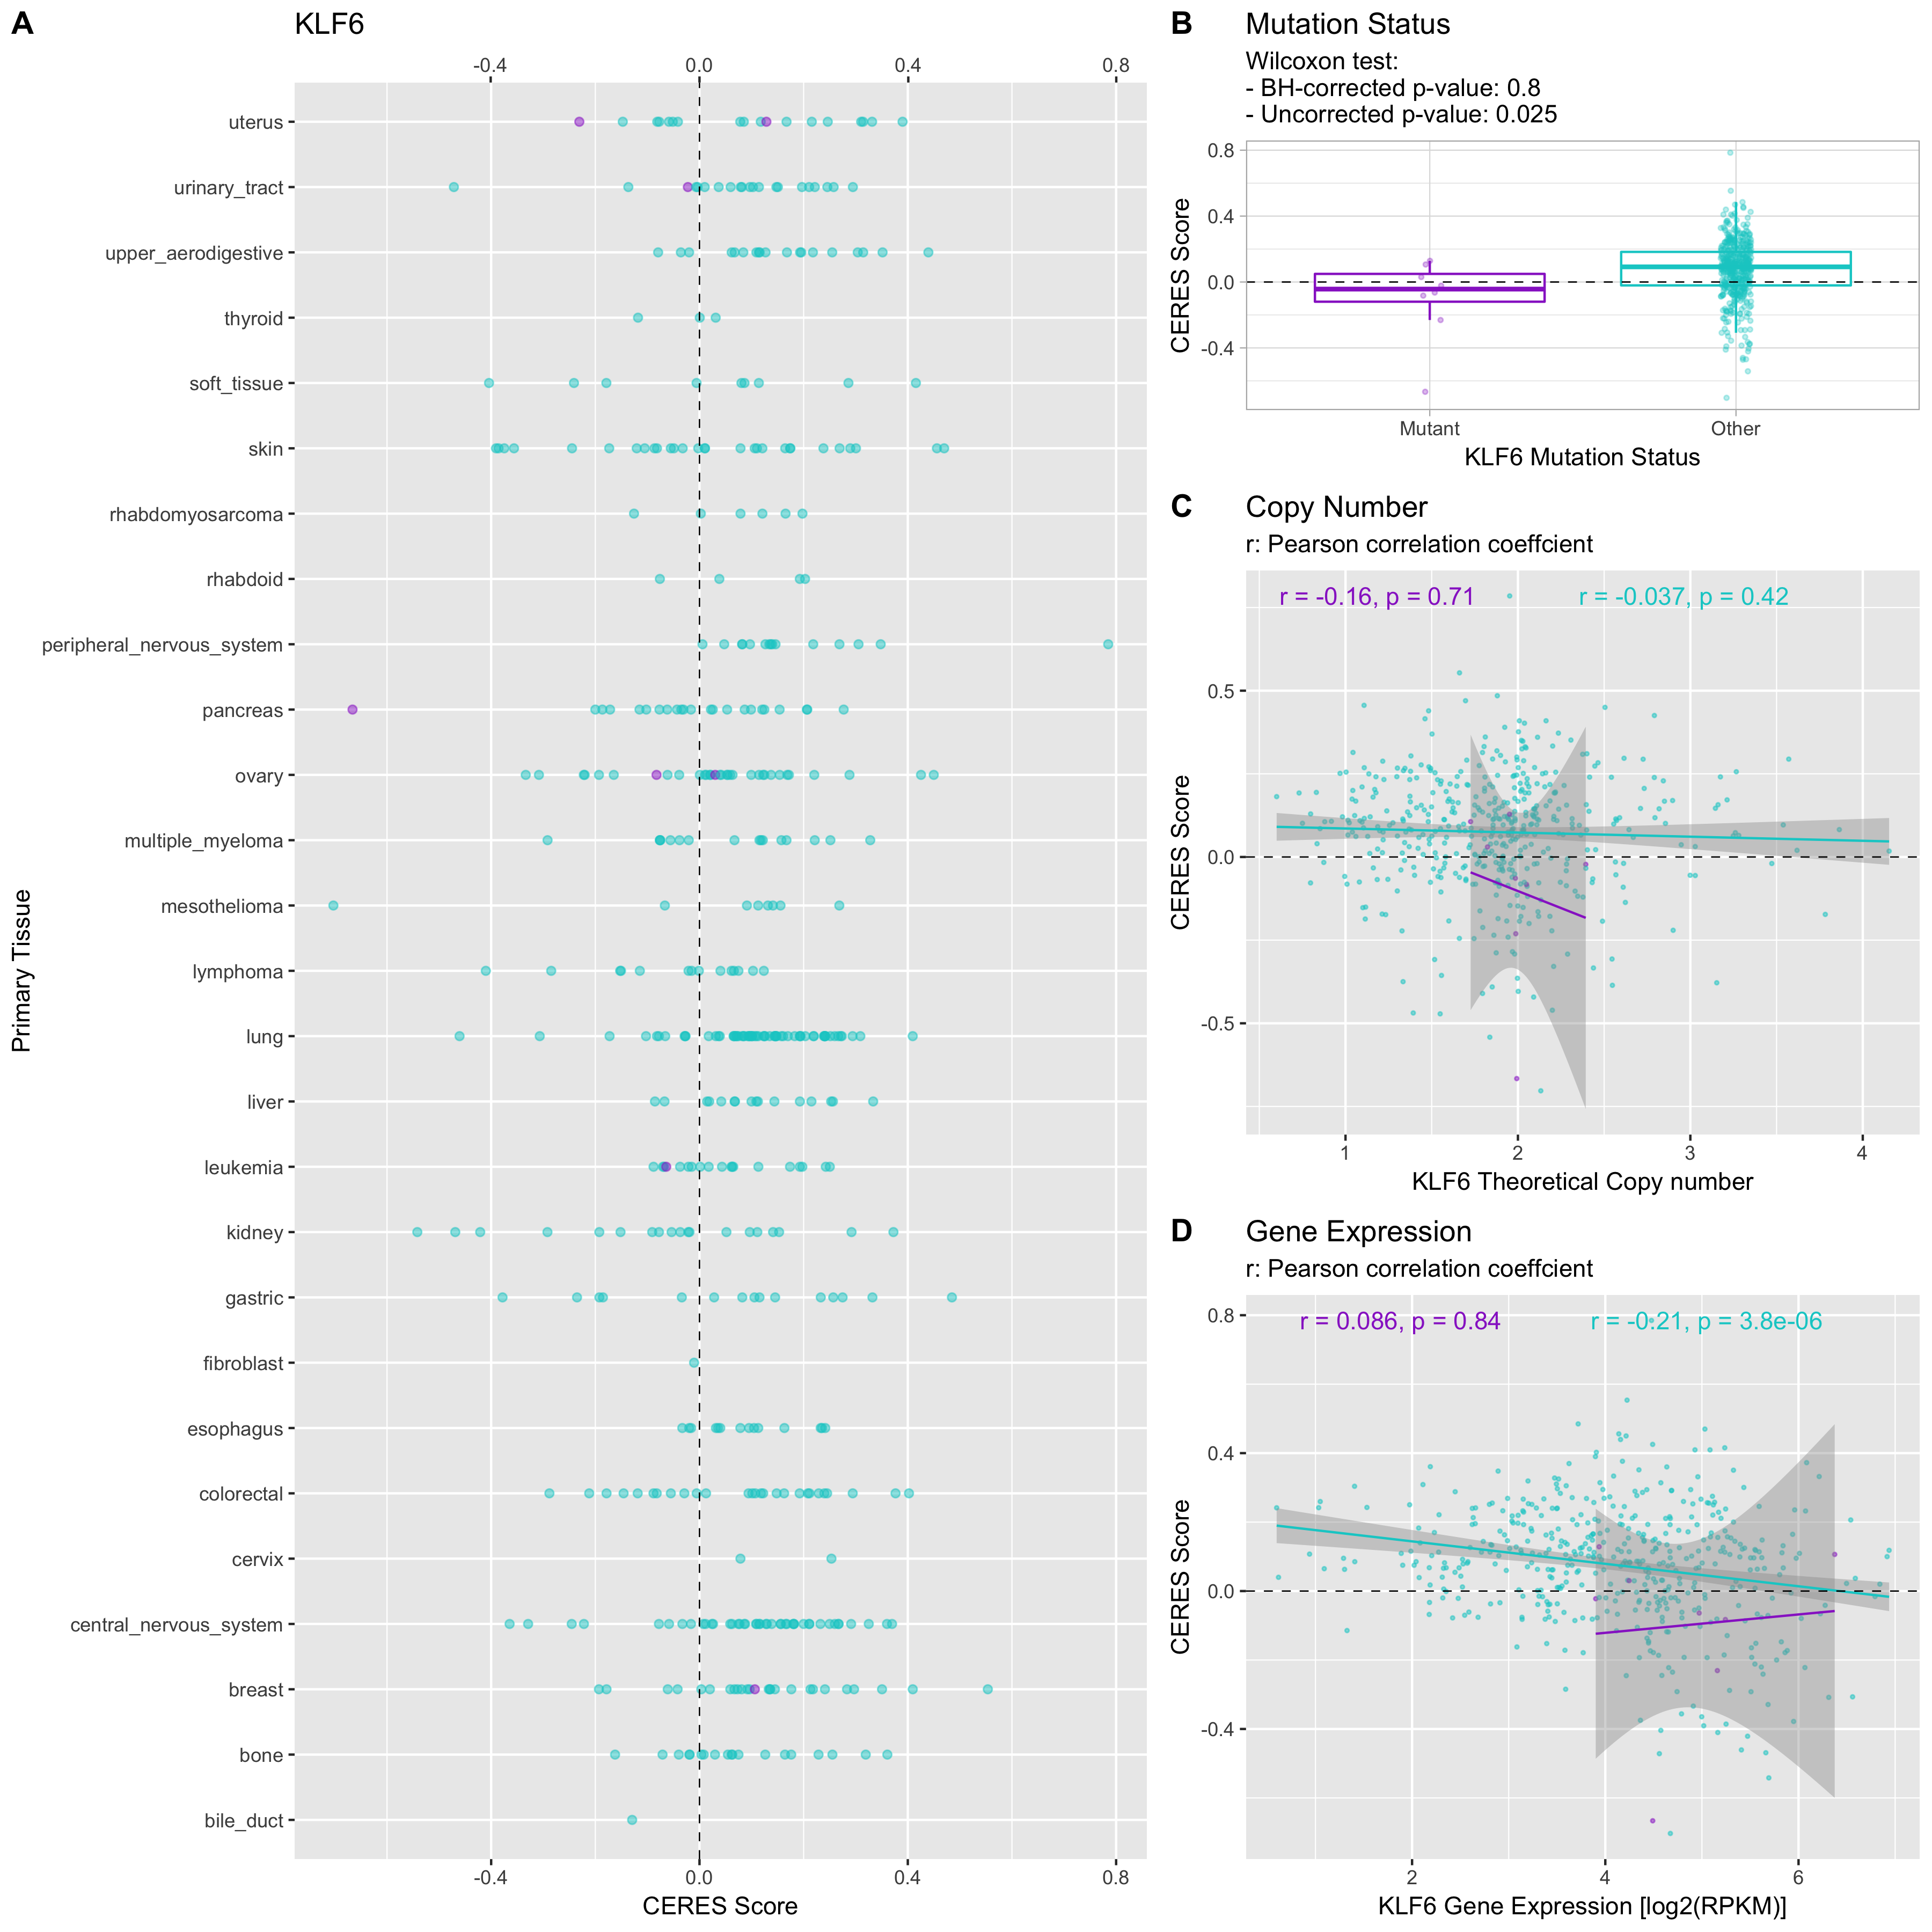 A
KLF6
-0.4 0.0 0.4 0.8
Primary Tissue
uterus
urinary_tract
upper_aerodigestive
thyroid
soft_tissue
skin
rhabdomyosarcoma
rhabdoid
peripheral_nervous_system
pancreas
ovary
multiple_myeloma
mesothelioma
lymphoma
lung
liver
leukemia
kidney
gastric
fibroblast
esophagus
colorectal
cervix
central_nervous_system
breast
bone
bile_duct
-0.4 0.0 0.4 0.8
CERES Score
B
Mutation Status
Wilcoxon test:
- BH-corrected p-value: 0.8
- Uncorrected p-value: 0.025
CERES Score
0.8
0.4
0.0
-0.4
Mutant Other
KLF6 Mutation Status
C
Copy Number
r: Pearson correlation coeffcient
r = -0.16, p = 0.71 r = -0.037, p = 0.42
CERES Score
0.5
0.0
-0.5
1 2 3 4
KLF6 Theoretical Copy number
D
Gene Expression
r: Pearson correlation coeffcient
r = 0.086, p = 0.84 r = -0.21, p = 3.8e-06
CERES Score
0.8
0.4
0.0
-0.4
2 4 6
KLF6 Gene Expression [log2(RPKM)]